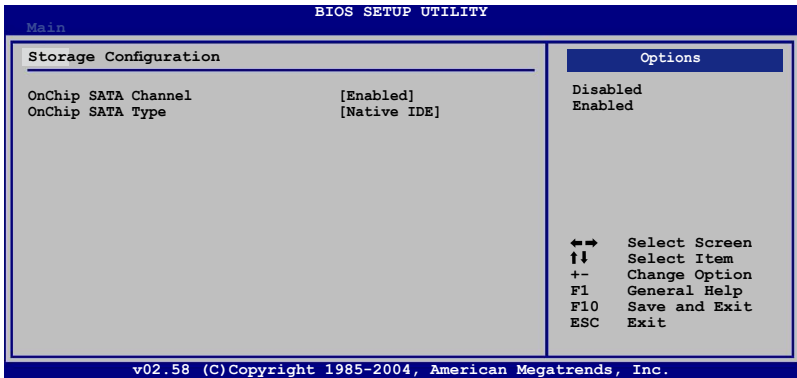 BIOS SETUP UTILITY
Main
Storage Configuration
OnChip SATA Channel [Enabled]
OnChip SATA Type [Native IDE]
Options
Disabled
Enabled
←→ Select Screen
↑↓ Select Item
+- Change Option
F1 General Help
F10 Save and Exit
ESC Exit
v02.58 (C)Copyright 1985-2004, American Megatrends, Inc.